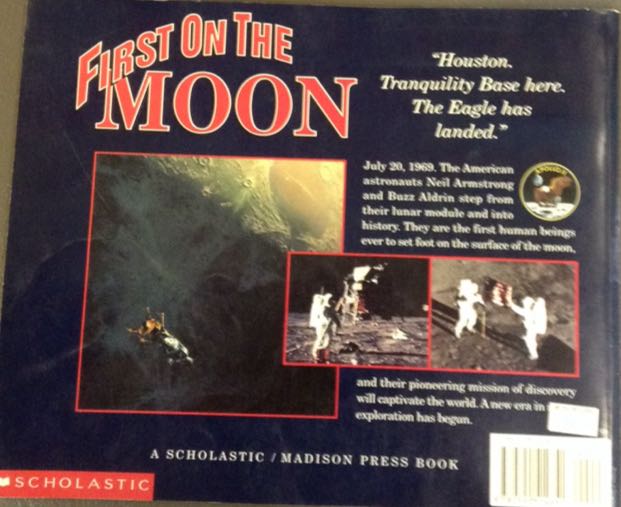 FIRST ON THE
MOON
"Houston.
Tranquility Base here.
The Eagle has
landed."
July 20, 1969. The American
astronauts Neil Armstrong
and Buzz Aldrin step from
their lunar module and into
history. They are the first human beings
ever to set foot on the surface of the moon,
and their pioneering mission of discovery
will captivate the world. A new era in
exploration has begun.
A SCHOLASTIC / MADISON PRESS BOOK
SCHOLASTIC